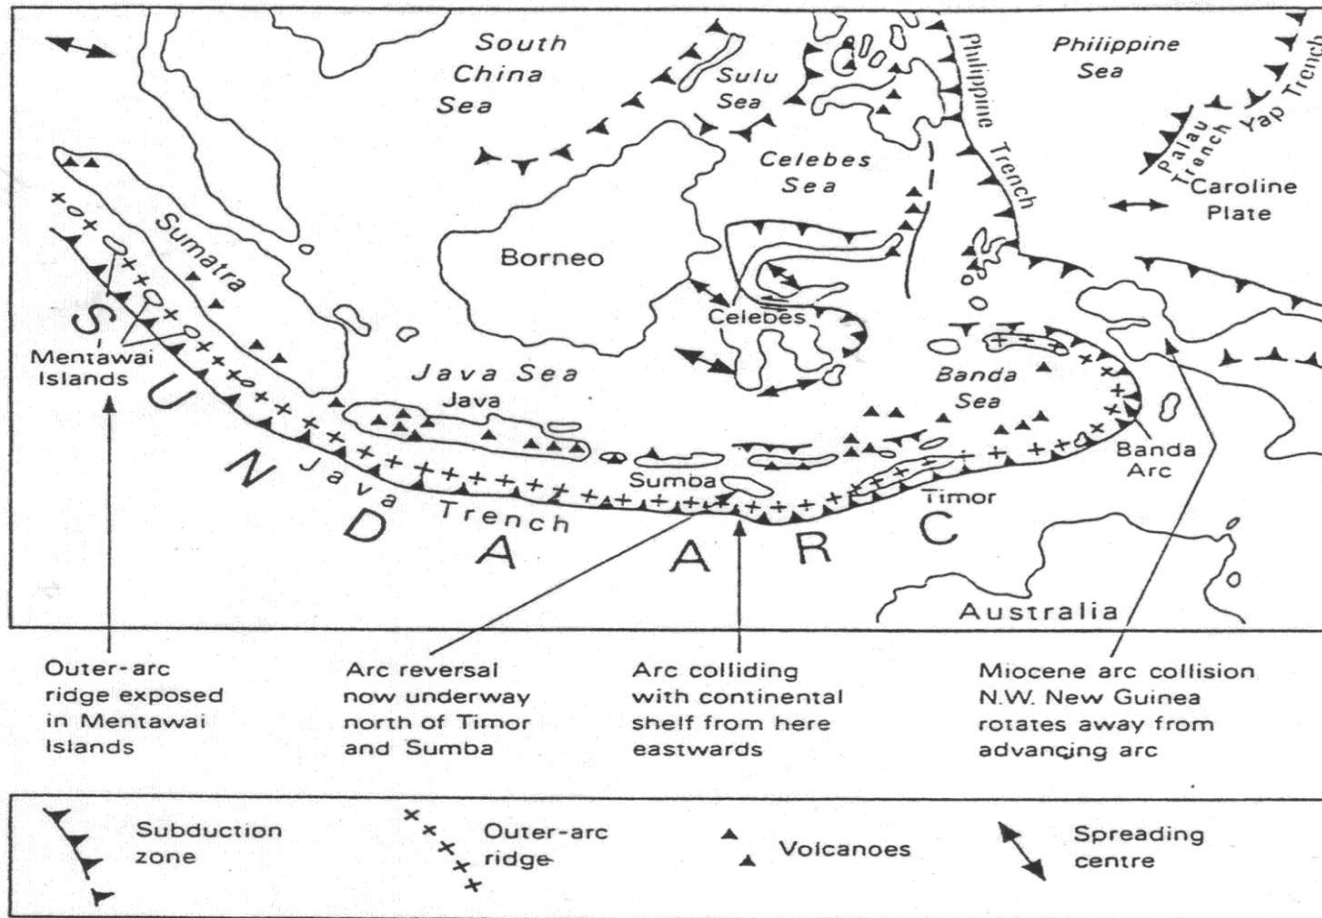 South
China
Sea
Sulu
Sea
Philippine Trench
Philippine
Sea
Palau
Trench
Yap Trench
Caroline
Plate
Celebes
Sea
Sumatra
Borneo
Celebes
Mentawai
Islands
Java Sea
Java
Banda
Sea
Banda
Arc
Sumba
Timor
Java Trench
SUNDA ARC
Australia
Outer-arc
ridge exposed
in Mentawai
Islands
Arc reversal
now underway
north of Timor
and Sumba
Arc colliding
with continental
shelf from here
eastwards
Miocene arc collision
N.W. New Guinea
rotates away from
advancing arc
Subduction
zone
Outer-arc
ridge
Volcanoes
Spreading
centre